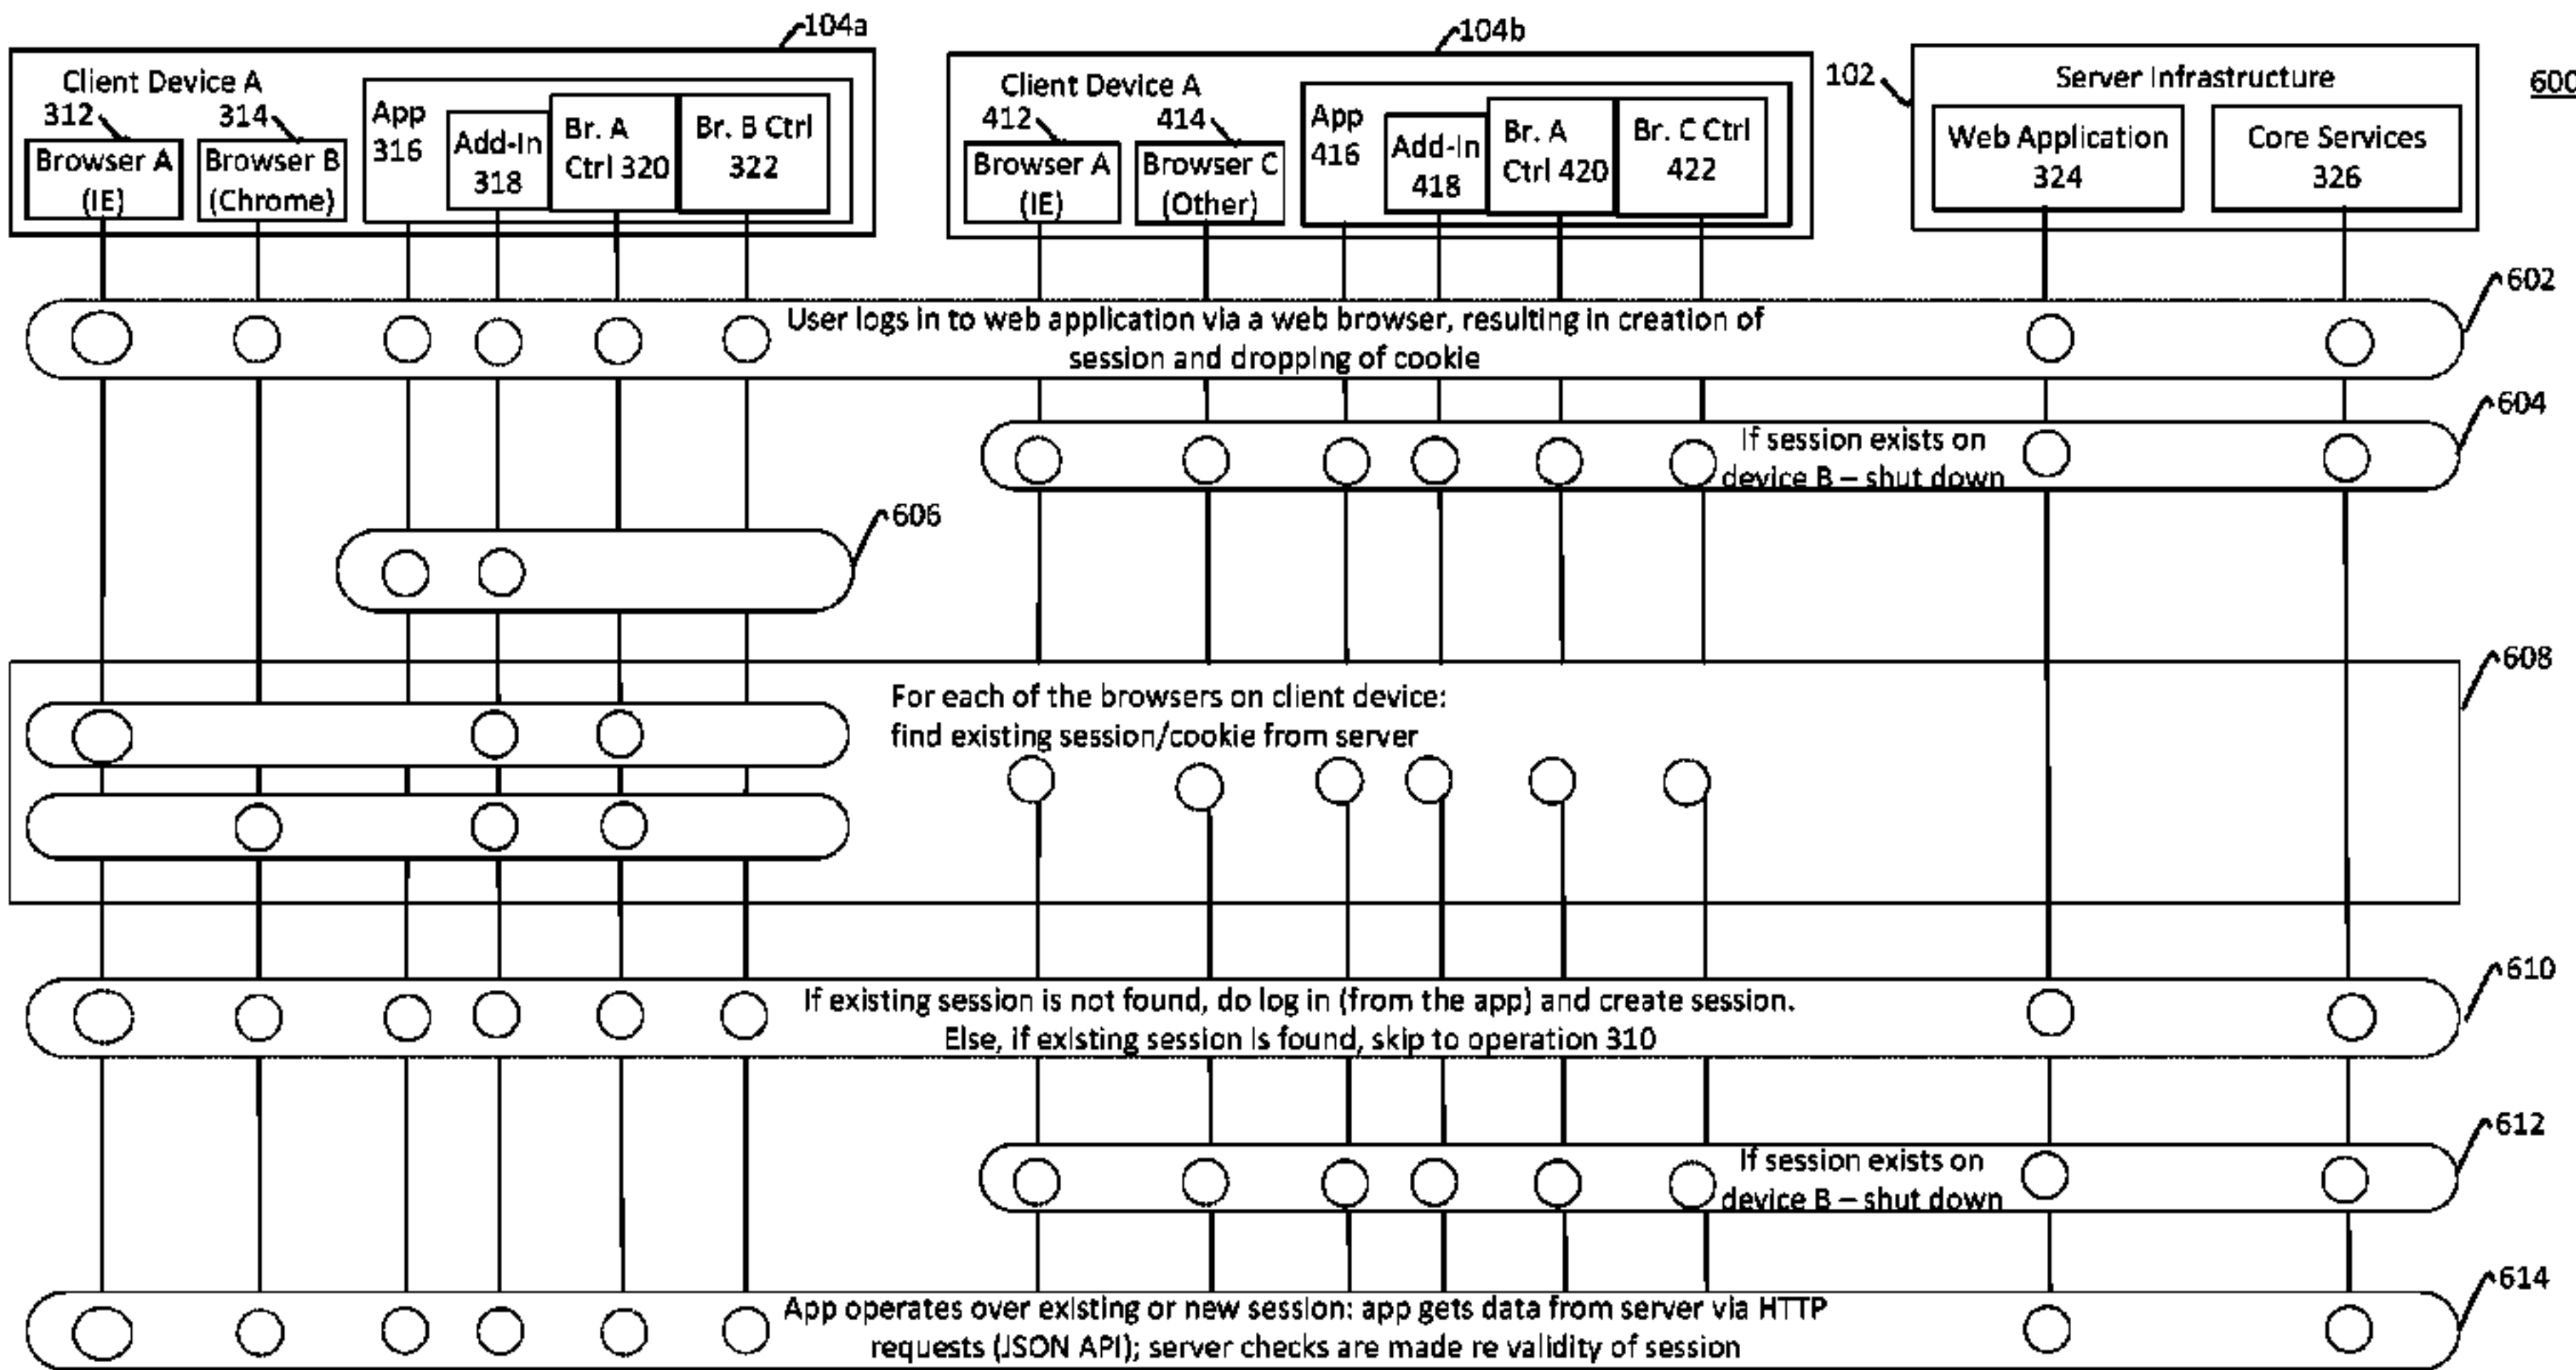 104a
Client Device A
312
314
Browser A
(IE)
Browser B
(Chrome)
App
316
Add-In
318
Br. A
Ctrl 320
Br. B Ctrl
322
104b
Client Device A
412
414
Browser A
(IE)
Browser C
(Other)
App
416
Add-In
418
Br. A
Ctrl 420
Br. C Ctrl
422
102
Server Infrastructure
Web Application
324
Core Services
326
600
602
User logs in to web application via a web browser, resulting in creation of
session and dropping of cookie
604
If session exists on
device B – shut down
606
608
For each of the browsers on client device:
find existing session/cookie from server
610
If existing session is not found, do log in (from the app) and create session.
Else, if existing session is found, skip to operation 310
612
If session exists on
device B – shut down
614
App operates over existing or new session: app gets data from server via HTTP
requests (JSON API); server checks are made re validity of session